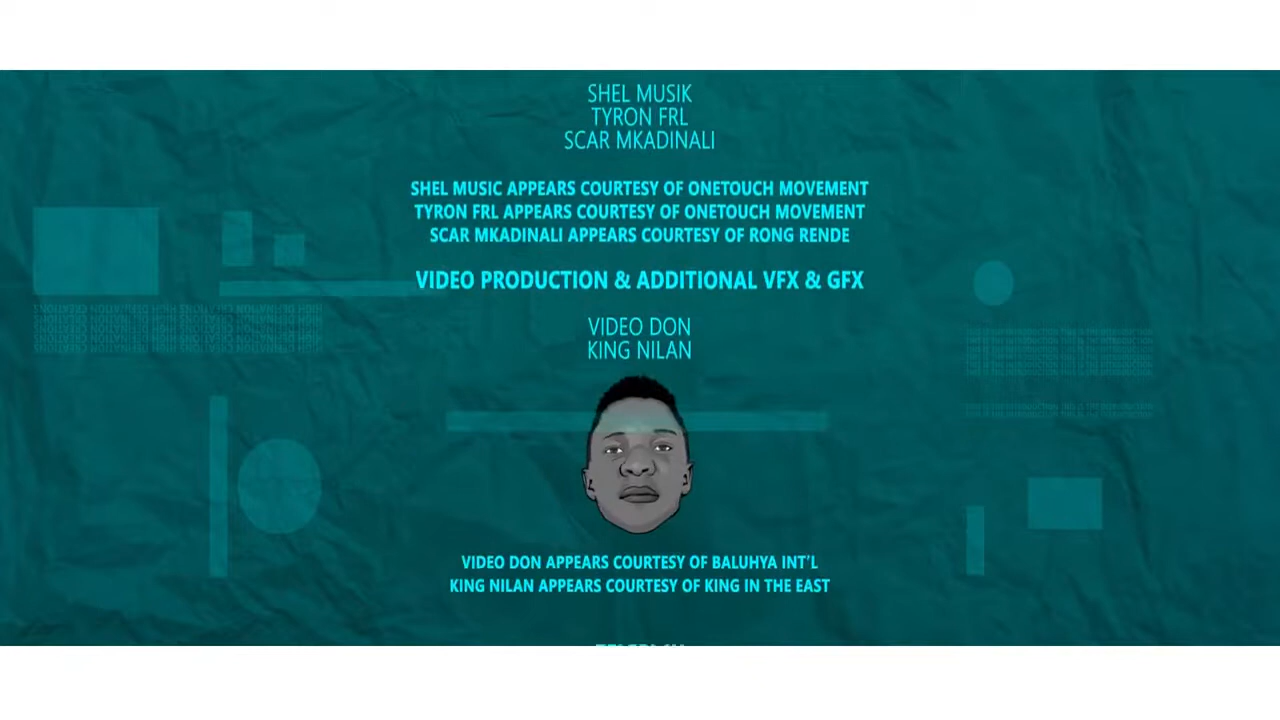 SHEL MUSIK
TYRON FRL
SCAR MKADINALI
SHEL MUSIC APPEARS COURTESY OF ONETOUCH MOVEMENT
TYRON FRL APPEARS COURTESY OF ONETOUCH MOVEMENT
SCAR MKADINALI APPEARS COURTESY OF RONG RENDE
VIDEO PRODUCTION & ADDITIONAL VFX & GFX
VIDEO DON
KING NILAN
VIDEO DON APPEARS COURTESY OF BALUHYA INT'L
KING NILAN APPEARS COURTESY OF KING IN THE EAST